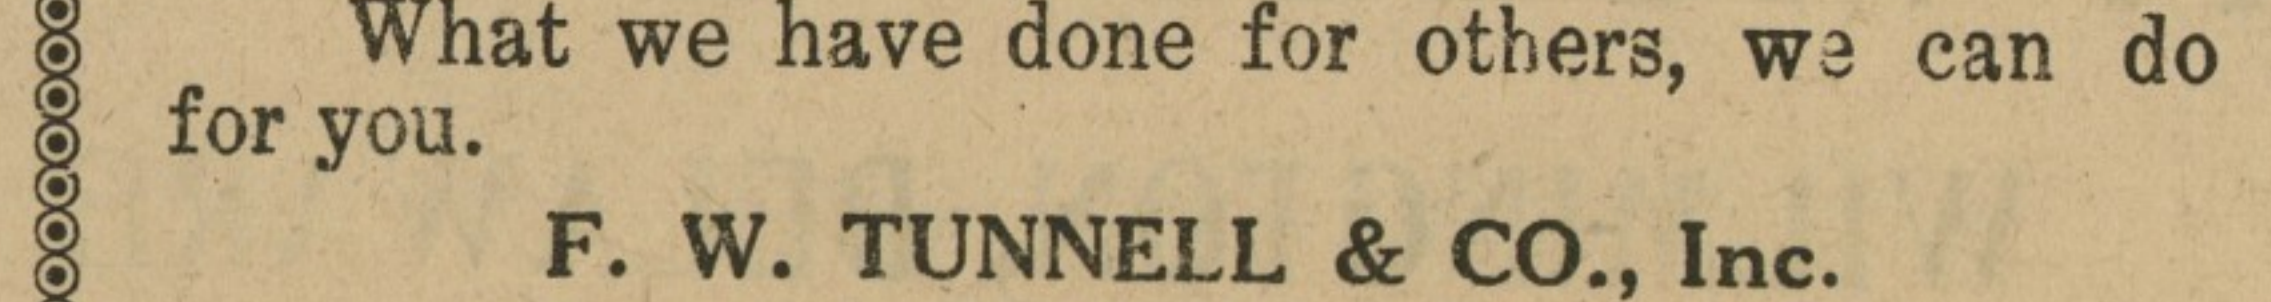 What we have done for others, we can do
for you.
F. W. TUNNELL & CO., Inc.